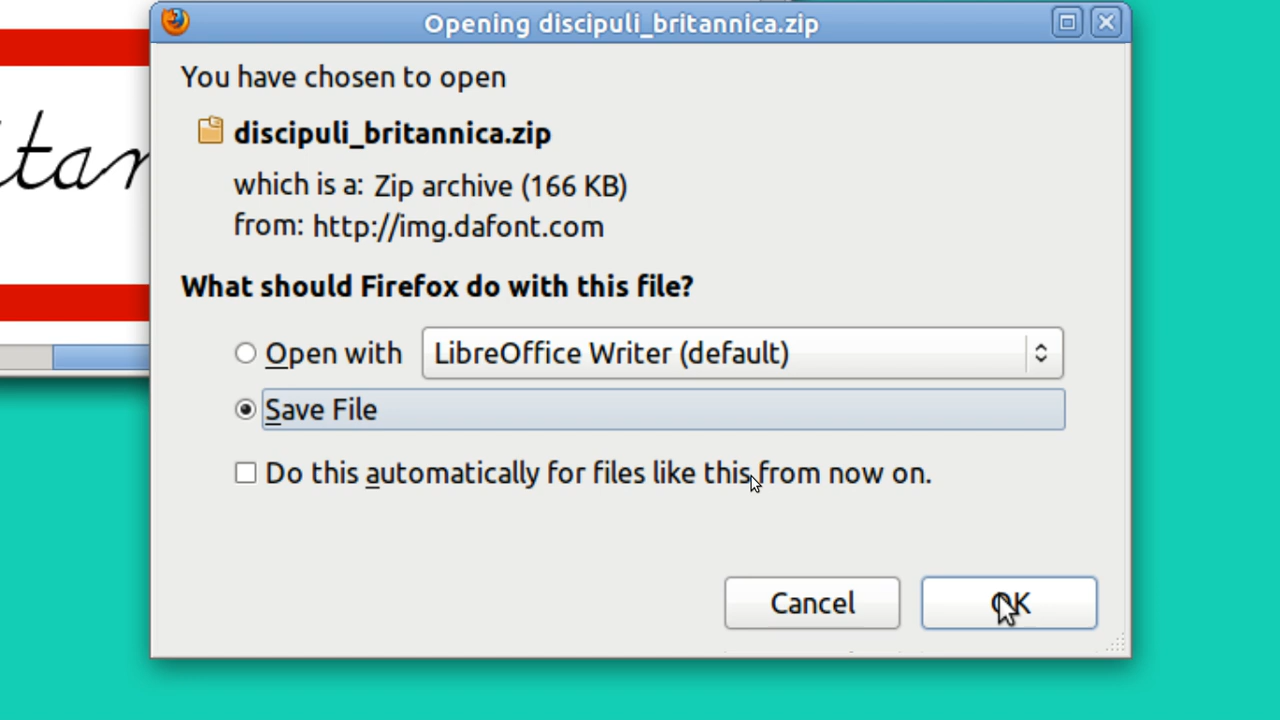 Opening discipuli_britannica.zip
You have chosen to open
discipuli_britannica.zip
which is a: Zip archive (166 KB)
from: http://img.dafont.com
What should Firefox do with this file?
Open with LibreOffice Writer (default)
Save File
Do this automatically for files like this from now on.
Cancel OK
itan